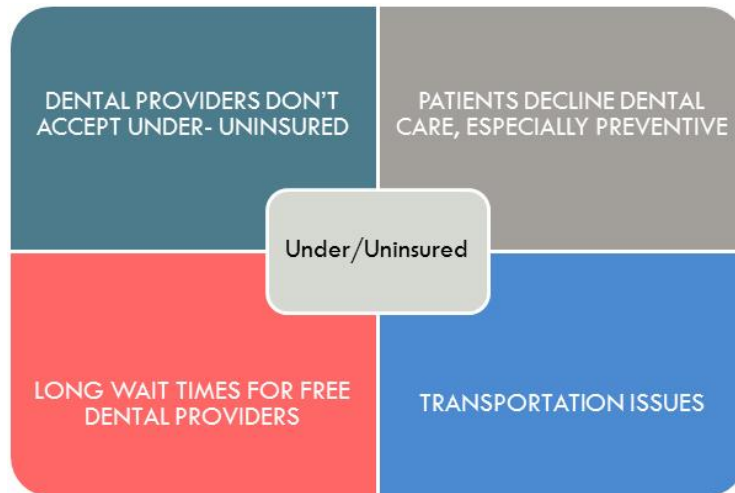 DENTAL PROVIDERS DON'T
ACCEPT UNDER- UNINSURED
PATIENTS DECLINE DENTAL
CARE, ESPECIALLY PREVENTIVE
Under/Uninsured
LONG WAIT TIMES FOR FREE
DENTAL PROVIDERS
TRANSPORTATION ISSUES